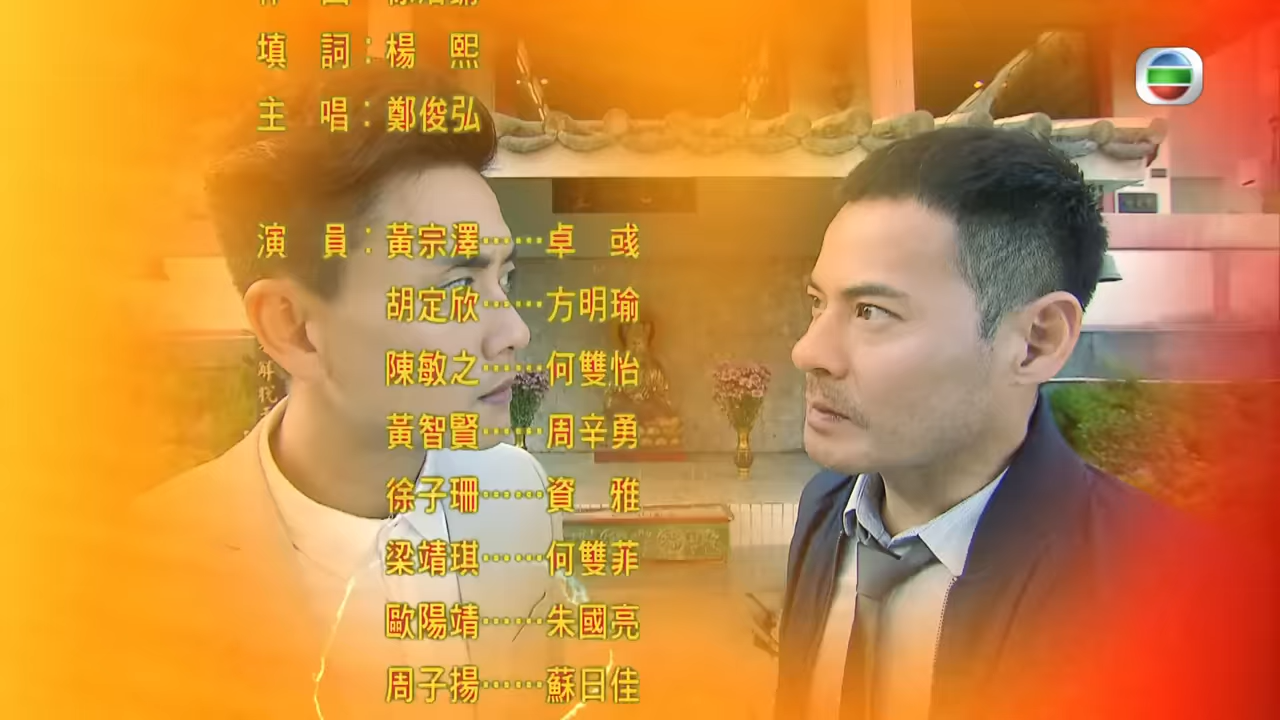 填　詞：楊　熙
主　唱：鄭俊弘
演　員：黃宗澤……卓　彧
胡定欣……方明瑜
陳敏之……何雙怡
黃智賢……周辛勇
徐子珊……資　雅
梁靖琪……何雙菲
歐陽靖……朱國亮
周子揚……蘇日佳